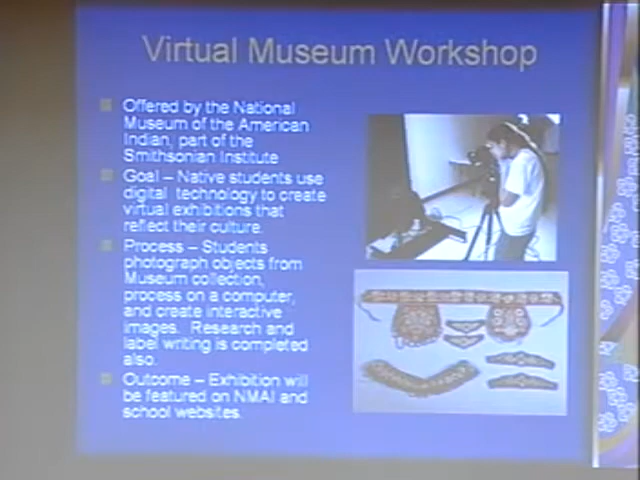 Virtual Museum Workshop
Offered by the National
Museum of the American
Indian, part of the
Smithsonian Institute
Goal – Native students use
digital technology to create
virtual exhibitions that
reflect their culture.
Process – Students
photograph objects from
Museum collection,
process on a computer,
and create interactive
images. Research and
label writing is completed
also.
Outcome – Exhibition will
be featured on NMAI and
school websites.